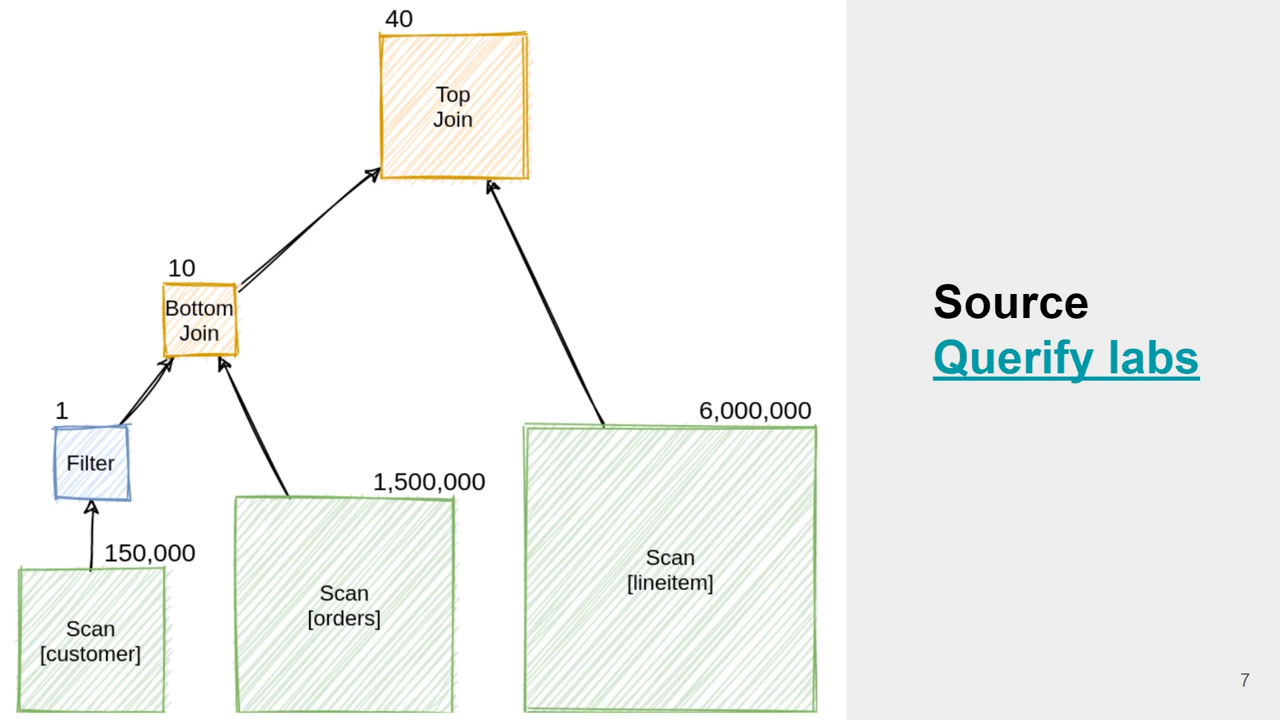 40
Top
Join
10
Bottom
Join
1
Filter
6,000,000
1,500,000
150,000
Scan
[customer]
Scan
[orders]
Scan
[lineitem]
Source
Querify labs
7